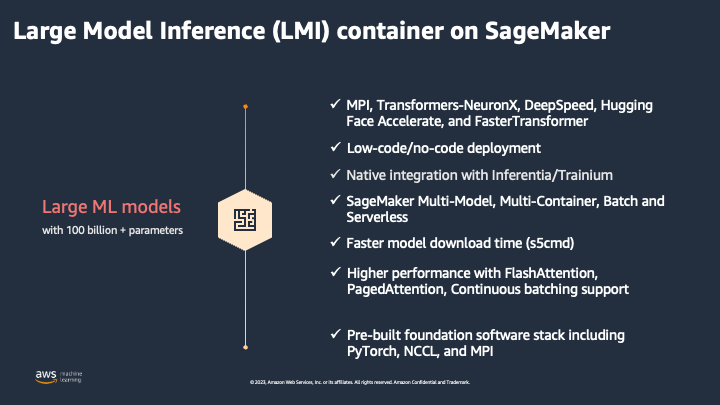 Large Model Inference (LMI) container on SageMaker
Large ML models
with 100 billion + parameters
✓ MPI, Transformers-NeuronX, DeepSpeed, Hugging
Face Accelerate, and FasterTransformer
✓ Low-code/no-code deployment
✓ Native integration with Inferentia/Trainium
✓ SageMaker Multi-Model, Multi-Container, Batch and
Serverless
✓ Faster model download time (s5cmd)
✓ Higher performance with FlashAttention,
PagedAttention, Continuous batching support
✓ Pre-built foundation software stack including
PyTorch, NCCL, and MPI
aws machine
learning
© 2023, Amazon Web Services, Inc. or its affiliates. All rights reserved. Amazon Confidential and Trademark.